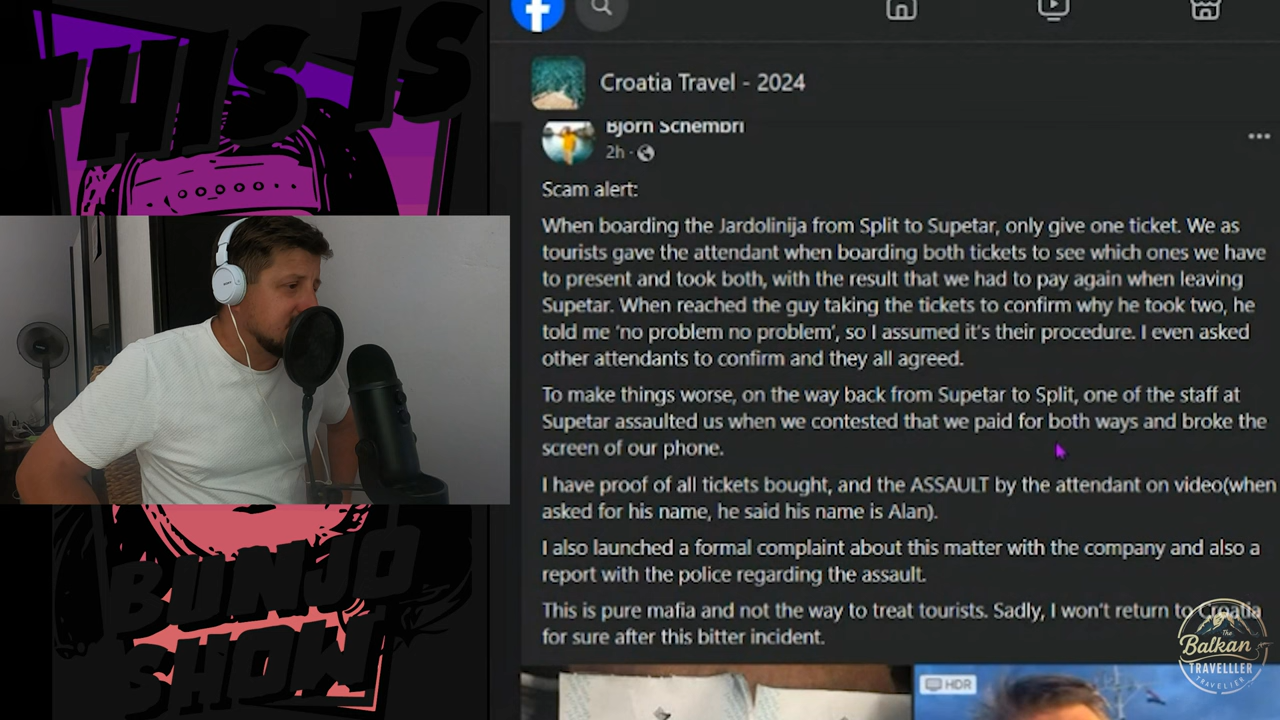 THIS IS
BUNJO
SHOW
Croatia Travel - 2024
Bjorn Schembri
2h
Scam alert:
When boarding the Jardolinija from Split to Supetar, only give one ticket. We as
tourists gave the attendant when boarding both tickets to see which ones we have
to present and took both, with the result that we had to pay again when leaving
Supetar. When reached the guy taking the tickets to confirm why he took two, he
told me 'no problem no problem', so I assumed it's their procedure. I even asked
other attendants to confirm and they all agreed.
To make things worse, on the way back from Supetar to Split, one of the staff at
Supetar assaulted us when we contested that we paid for both ways and broke the
screen of our phone.
I have proof of all tickets bought, and the ASSAULT by the attendant on video(when
asked for his name, he said his name is Alan).
I also launched a formal complaint about this matter with the company and also a
report with the police regarding the assault.
This is pure mafia and not the way to treat tourists. Sadly, I won't return to Croatia
for sure after this bitter incident.
HDR
The
Balkan
TRAVELLLER
TRAVELIER